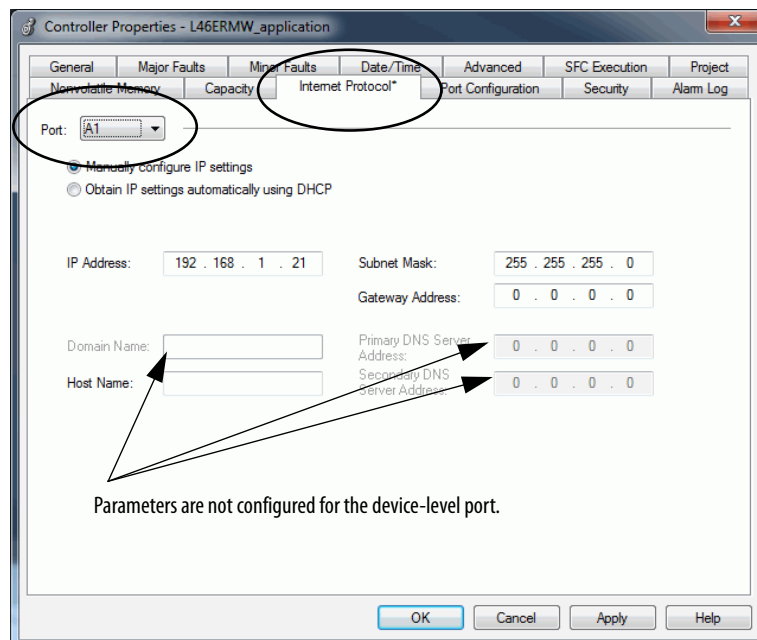 Controller Properties - L46ERMW_application
General Major Faults Minor Faults Date/Time Advanced SFC Execution Project
Nonvolatile Memory Capacity Internet Protocol* Port Configuration Security Alarm Log
Port: A1
Manually configure IP settings
Obtain IP settings automatically using DHCP
IP Address: 192 . 168 . 1 . 21 Subnet Mask: 255 . 255 . 255 . 0
Gateway Address: 0 . 0 . 0 . 0
Domain Name: Primary DNS Server
Address: 0 . 0 . 0 . 0
Host Name: Secondary DNS
Server Address: 0 . 0 . 0 . 0
Parameters are not configured for the device-level port.
OK Cancel Apply Help